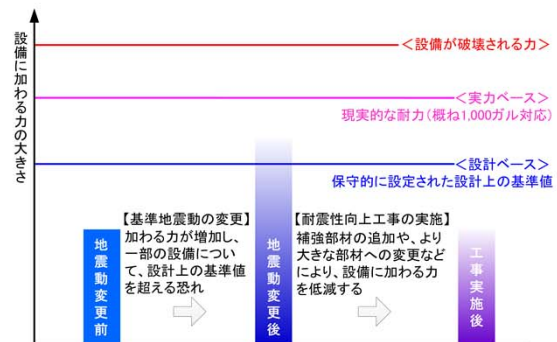 設備に加わる力の大きさ
＜設備が破壊される力＞
＜実力ベース＞
現実的な耐力(概ね1,000ガル対応)
＜設計ベース＞
保守的に設定された設計上の基準値
【基準地震動の変更】
加わる力が増加し、
一部の設備につい
て、設計上の基準値
を超える恐れ
【耐震性向上工事の実施】
補強部材の追加や、より
大きな部材への変更など
により、設備に加わる力
を低減する
地震動変更前
地震動変更後
工事実施後